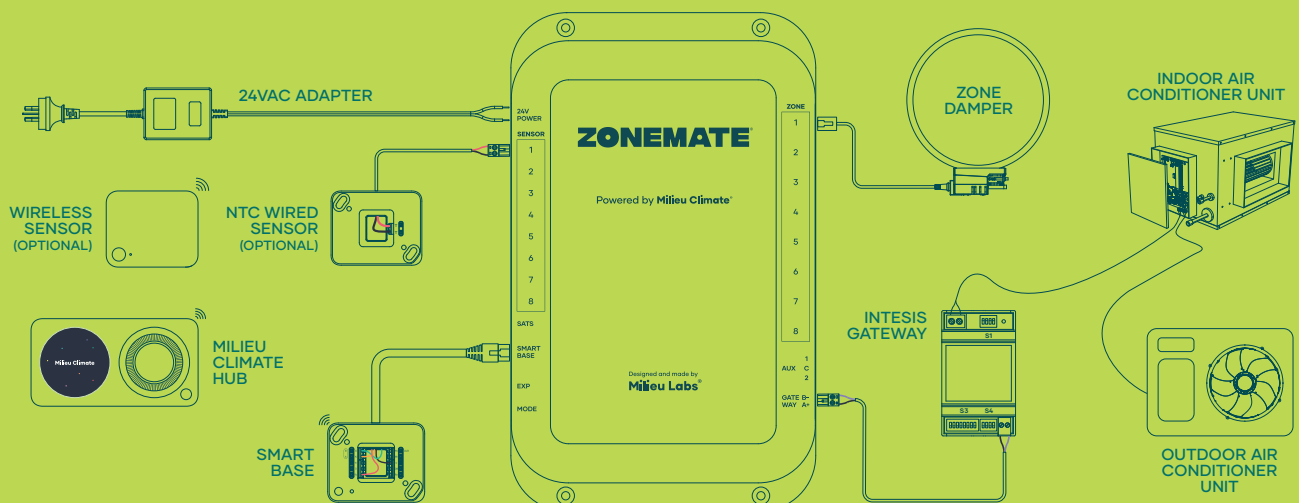 24VAC ADAPTER
WIRELESS
SENSOR
(OPTIONAL)
NTC WIRED
SENSOR
(OPTIONAL)
Milieu Climate
MILIEU
CLIMATE
HUB
SMART
BASE
24V
POWER
SENSOR
1
2
3
4
5
6
7
8
SATS
SMART
BASE
EXP
MODE
ZONEMATE®
Powered by Milieu Climate®
Designed and made by
Milieu Labs®
ZONE
1
2
3
4
5
6
7
8
1
AUX C
2
GATE B-
WAY A+
ZONE
DAMPER
INDOOR AIR
CONDITIONER UNIT
INTESIS
GATEWAY
S1
S3 S4
OUTDOOR AIR
CONDITIONER
UNIT